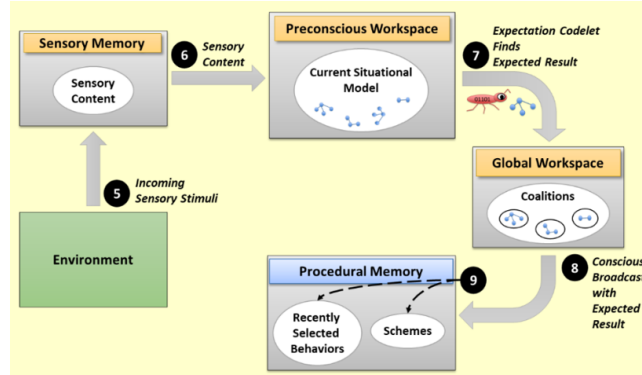 Sensory Memory
Sensory
Content
6
Sensory
Content
Preconscious Workspace
Current Situational
Model
7
Expectation Codelet
Finds
Expected Result
01101
Global Workspace
Coalitions
5
Incoming
Sensory Stimuli
Environment
8
Conscious
Broadcast
with
Expected
Result
Procedural Memory
9
Recently
Selected
Behaviors
Schemes